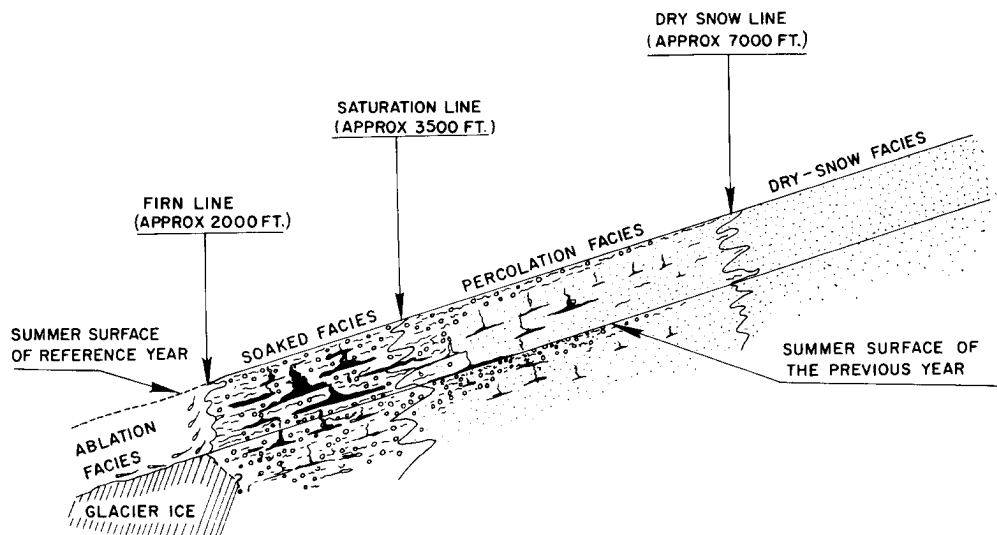 DRY SNOW LINE
(APPROX 7000 FT.)
SATURATION LINE
(APPROX 3500 FT.)
FIRN LINE
(APPROX 2000 FT.)
DRY-SNOW FACIES
PERCOLATION FACIES
SOAKED FACIES
SUMMER SURFACE
OF REFERENCE YEAR
SUMMER SURFACE OF
THE PREVIOUS YEAR
ABLATION
FACIES
GLACIER ICE